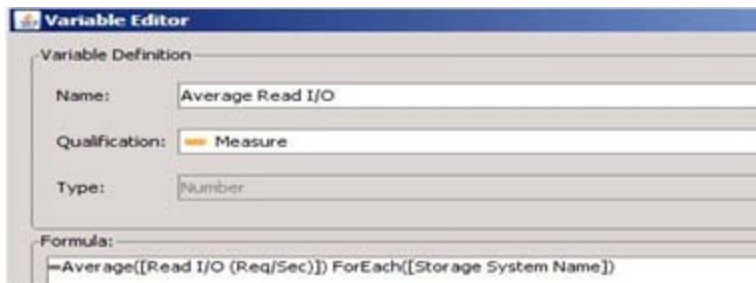 Variable Editor
Variable Definition
Name: Average Read I/O
Qualification: Measure
Type: Number
Formula:
=Average([Read I/O (Req/Sec)]) ForEach([Storage System Name])